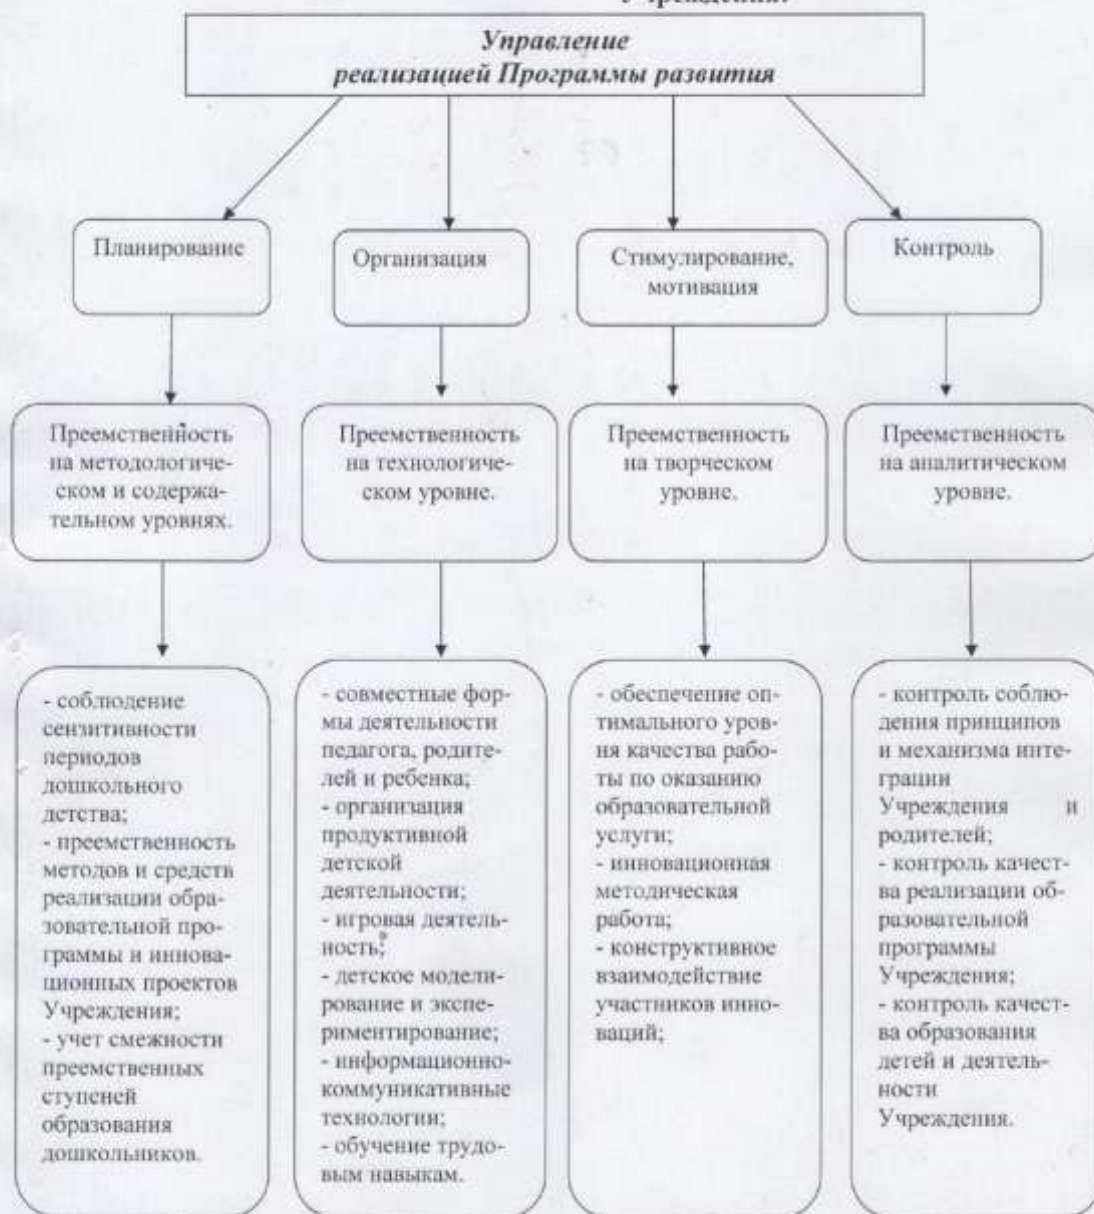 Учреждения.
Управление
реализацией Программы развития
Планирование
Организация
Стимулирование,
мотивация
Контроль
Преемственность
на методологиче-
ском и содержа-
тельном уровнях.
Преемственность
на технологиче-
ском уровне.
Преемственность
на творческом
уровне.
Преемственность
на аналитическом
уровне.
- соблюдение
сензитивности
периодов
дошкольного
детства;
- преемственность
методов и средств
реализации обра-
зовательной про-
граммы и иннова-
ционных проектов
Учреждения;
- учет смежности
преемственных
ступеней
образования
дошкольников.
- совместные фор-
мы деятельности
педагога, родите-
лей и ребенка;
- организация
продуктивной
детской
деятельности;
- игровая деятель-
ность;
- детское модели-
рование и экспе-
риментирование;
- информационно-
коммуникативные
технологии;
- обучение трудо-
вым навыкам.
- обеспечение оп-
тимального уров-
ня качества рабо-
ты по оказанию
образовательной
услуги;
- инновационная
методическая
работа;
- конструктивное
взаимодействие
участников инно-
ваций;
- контроль соблю-
дения принципов
и механизма инте-
грации
Учреждения и
родителей;
- контроль качест-
ва реализации об-
разовательной
программы
Учреждения;
- контроль качест-
ва образования
детей и деятель-
ности
Учреждения.